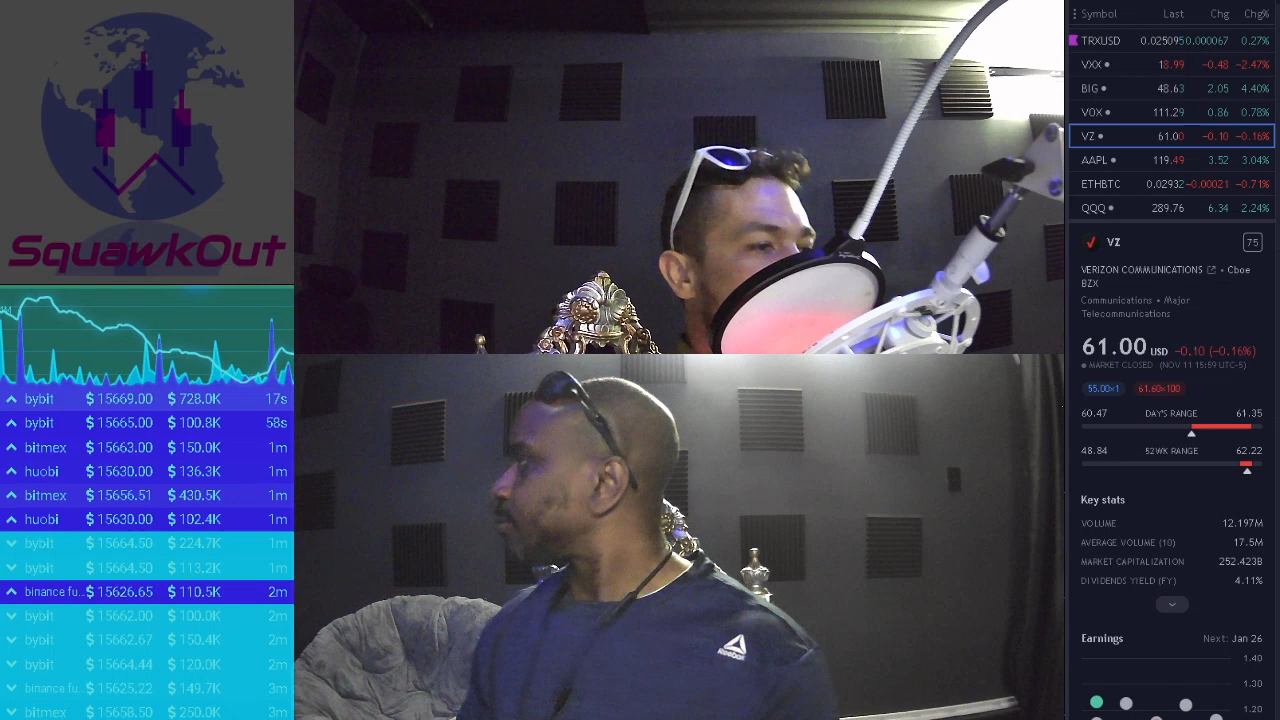 SquawkOut
bybit $ 15669.00 $ 728.0K 17s
bybit $ 15665.00 $ 100.8K 58s
bitmex $ 15663.00 $ 150.0K 1m
huobi $ 15630.00 $ 136.3K 1m
bitmex $ 15656.51 $ 430.5K 1m
huobi $ 15630.00 $ 102.4K 1m
bybit $ 15664.50 $ 224.7K 1m
bybit $ 15664.50 $ 113.2K 1m
binance fu... $ 15626.65 $ 110.5K 2m
bybit $ 15662.00 $ 100.0K 2m
bybit $ 15662.67 $ 150.4K 2m
bybit $ 15664.44 $ 120.0K 2m
binance fu... $ 15625.22 $ 149.7K 3m
bitmex $ 15658.50 $ 250.0K 3m
Reebok
Symbol Last Chg Chg%
TRXUSD 0.025095 0.000067 0.27%
VXX 18.99 −0.48 −2.47%
BIG 48.63 2.05 4.40%
VOX 111.29 0.86 0.78%
VZ 61.00 −0.10 −0.16%
AAPL 119.49 3.52 3.04%
ETHBTC 0.02932 −0.00021 −0.71%
QQQ 289.76 6.34 2.24%
VZ 75
VERIZON COMMUNICATIONS • Cboe
BZX
Communications • Major
Telecommunications
61.00 USD −0.10 (−0.16%)
MARKET CLOSED (NOV 11 15:59 UTC-5)
55.00×1 61.60×100
60.47 DAY'S RANGE 61.35
48.84 52WK RANGE 62.22
Key stats
VOLUME 12.197M
AVERAGE VOLUME (10) 17.5M
MARKET CAPITALIZATION 252.423B
DIVIDENDS YIELD (FY) 4.11%
Earnings Next: Jan 26
1.40
1.30
1.20